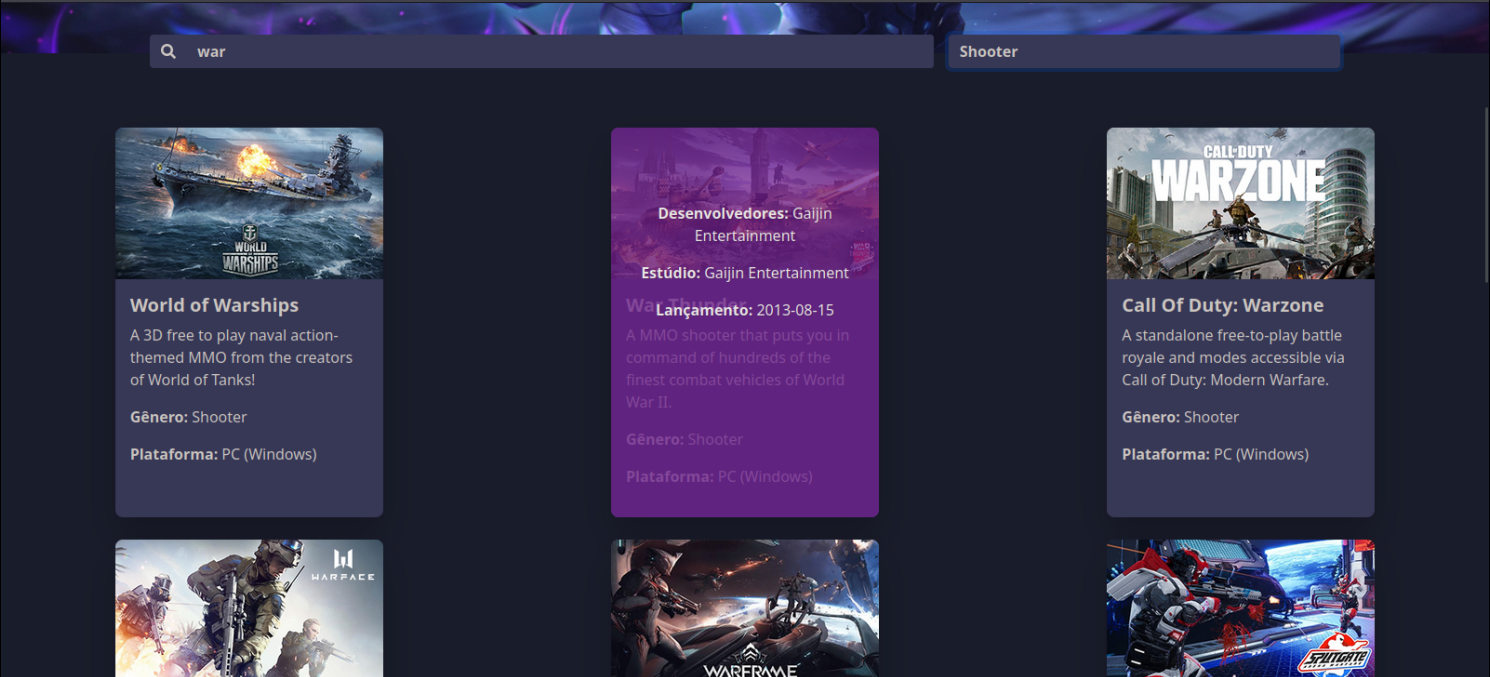 war
Shooter
WORLD
OF
WARSHIPS
World of Warships
A 3D free to play naval action-
themed MMO from the creators
of World of Tanks!
Gênero: Shooter
Plataforma: PC (Windows)
Desenvolvedores: Gaijin
Entertainment
Estúdio: Gaijin Entertainment
Lançamento: 2013-08-15
War Thunder
A MMO shooter that puts you in
command of hundreds of the
finest combat vehicles of World
War II.
Gênero: Shooter
Plataforma: PC (Windows)
CALL OF DUTY
WARZONE
Call Of Duty: Warzone
A standalone free-to-play battle
royale and modes accessible via
Call of Duty: Modern Warfare.
Gênero: Shooter
Plataforma: PC (Windows)
WARFACE
WARFRAME
SPLITGATE